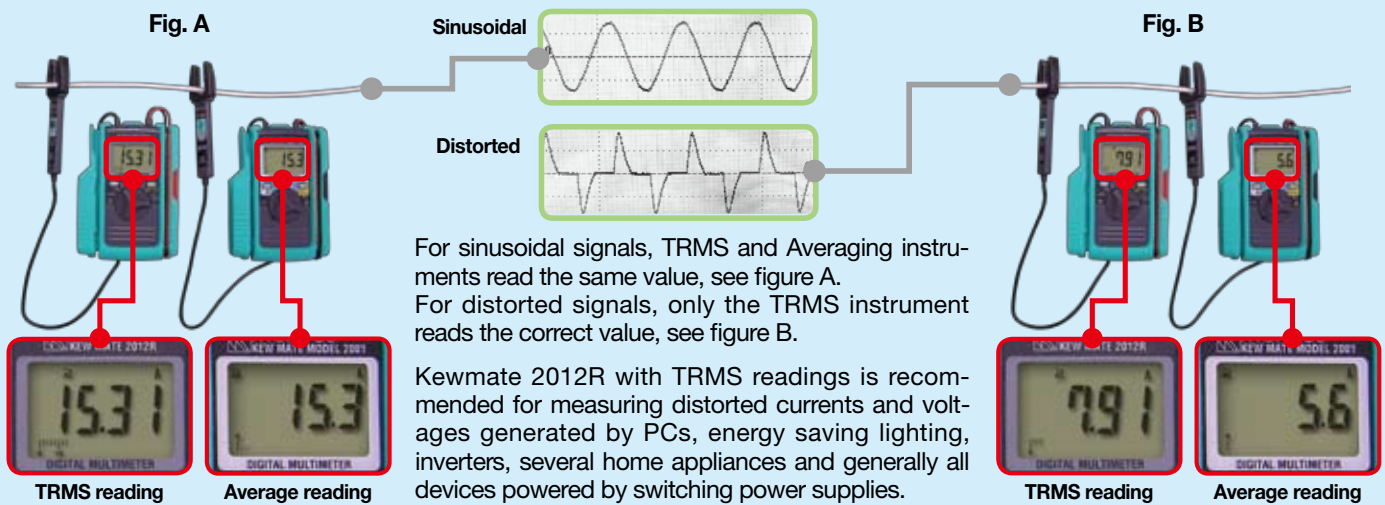 Fig. A
Sinusoidal
Fig. B
Distorted
15.31
15.3
7.91
5.6
For sinusoidal signals, TRMS and Averaging instru-
ments read the same value, see figure A.
For distorted signals, only the TRMS instrument
reads the correct value, see figure B.
Kewmate 2012R with TRMS readings is recom-
mended for measuring distorted currents and volt-
ages generated by PCs, energy saving lighting,
inverters, several home appliances and generally all
devices powered by switching power supplies.
KEW MATE 2012R
15.31
A
DIGITAL MULTIMETER
TRMS reading
KEW MATE MODEL 2001
15.3
A
DIGITAL MULTIMETER
Average reading
KEW MATE 2012R
7.91
A
DIGITAL MULTIMETER
TRMS reading
KEW MATE MODEL 2001
5.6
A
DIGITAL MULTIMETER
Average reading